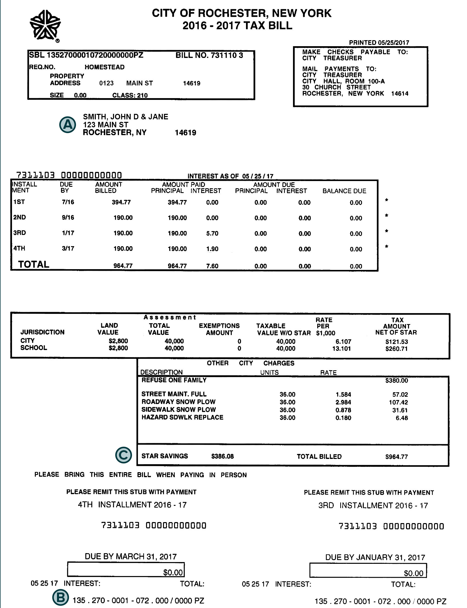 CITY OF ROCHESTER, NEW YORK
2016 - 2017 TAX BILL
PRINTED 05/25/2017
SBL 13527000010720000000PZ BILL NO. 731110 3
REQ.NO. HOMESTEAD
PROPERTY
ADDRESS 0123 MAIN ST 14619
SIZE 0.00 CLASS: 210
MAKE CHECKS PAYABLE TO:
CITY TREASURER
MAIL PAYMENTS TO:
CITY TREASURER
CITY HALL, ROOM 100-A
30 CHURCH STREET
ROCHESTER, NEW YORK 14614
A
SMITH, JOHN D & JANE
123 MAIN ST
ROCHESTER, NY 14619
7311103 00000000000 INTEREST AS OF 05 / 25 / 17
INSTALL MENT DUE BY AMOUNT BILLED AMOUNT PAID PRINCIPAL INTEREST AMOUNT DUE PRINCIPAL INTEREST BALANCE DUE
1ST 7/16 394.77 394.77 0.00 0.00 0.00 0.00 *
2ND 9/16 190.00 190.00 0.00 0.00 0.00 0.00 *
3RD 1/17 190.00 190.00 5.70 0.00 0.00 0.00 *
4TH 3/17 190.00 190.00 1.90 0.00 0.00 0.00 *
TOTAL 964.77 964.77 7.60 0.00 0.00 0.00
JURISDICTION LAND VALUE Assessment TOTAL VALUE EXEMPTIONS AMOUNT TAXABLE VALUE W/O STAR RATE PER $1,000 TAX AMOUNT NET OF STAR
CITY $2,800 40,000 0 40,000 6.107 $121.53
SCHOOL $2,800 40,000 0 40,000 13.101 $260.71
OTHER CITY CHARGES
DESCRIPTION UNITS RATE
REFUSE ONE FAMILY $380.00
STREET MAINT. FULL 36.00 1.584 57.02
ROADWAY SNOW PLOW 36.00 2.984 107.42
SIDEWALK SNOW PLOW 36.00 0.878 31.61
HAZARD SOWLK REPLACE 36.00 0.180 6.48
C
STAR SAVINGS $386.08 TOTAL BILLED $964.77
PLEASE BRING THIS ENTIRE BILL WHEN PAYING IN PERSON
PLEASE REMIT THIS STUB WITH PAYMENT
4TH INSTALLMENT 2016 - 17
7311103 00000000000
DUE BY MARCH 31, 2017
$0.00
05 25 17 INTEREST: TOTAL:
B 135 . 270 - 0001 - 072 . 000 / 0000 PZ
PLEASE REMIT THIS STUB WITH PAYMENT
3RD INSTALLMENT 2016 - 17
7311103 00000000000
DUE BY JANUARY 31, 2017
$0.00
05 25 17 INTEREST: TOTAL:
135 . 270 - 0001 - 072 . 000 / 0000 PZ